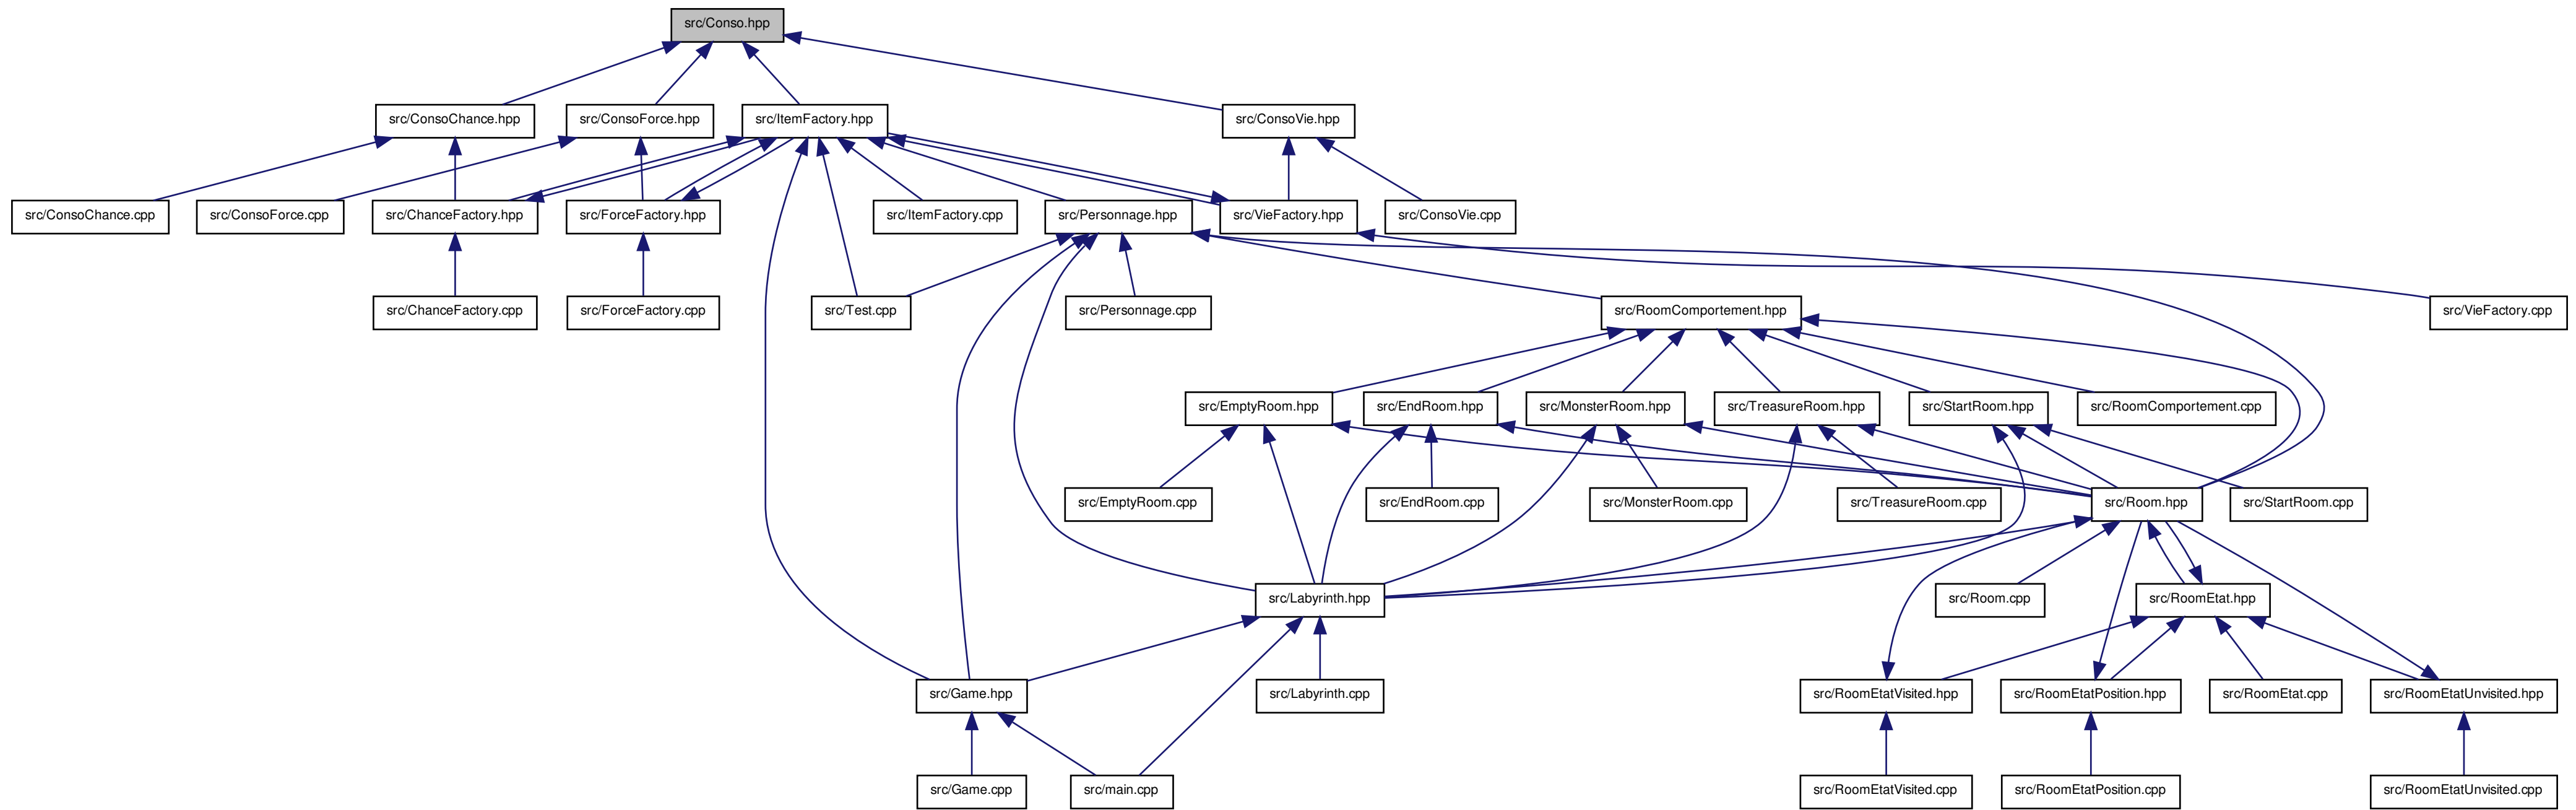 src/Conso.hpp
src/ConsoChance.hpp
src/ConsoForce.hpp
src/ItemFactory.hpp
src/ConsoVie.hpp
src/ConsoChance.cpp
src/ConsoForce.cpp
src/ChanceFactory.hpp
src/ForceFactory.hpp
src/ItemFactory.cpp
src/Personnage.hpp
src/VieFactory.hpp
src/ConsoVie.cpp
src/ChanceFactory.cpp
src/ForceFactory.cpp
src/Test.cpp
src/Personnage.cpp
src/RoomComportement.hpp
src/VieFactory.cpp
src/EmptyRoom.hpp
src/EndRoom.hpp
src/MonsterRoom.hpp
src/TreasureRoom.hpp
src/StartRoom.hpp
src/RoomComportement.cpp
src/EmptyRoom.cpp
src/EndRoom.cpp
src/MonsterRoom.cpp
src/TreasureRoom.cpp
src/Room.hpp
src/StartRoom.cpp
src/Labyrinth.hpp
src/Room.cpp
src/RoomEtat.hpp
src/Game.hpp
src/Labyrinth.cpp
src/RoomEtatVisited.hpp
src/RoomEtatPosition.hpp
src/RoomEtat.cpp
src/RoomEtatUnvisited.hpp
src/Game.cpp
src/main.cpp
src/RoomEtatVisited.cpp
src/RoomEtatPosition.cpp
src/RoomEtatUnvisited.cpp